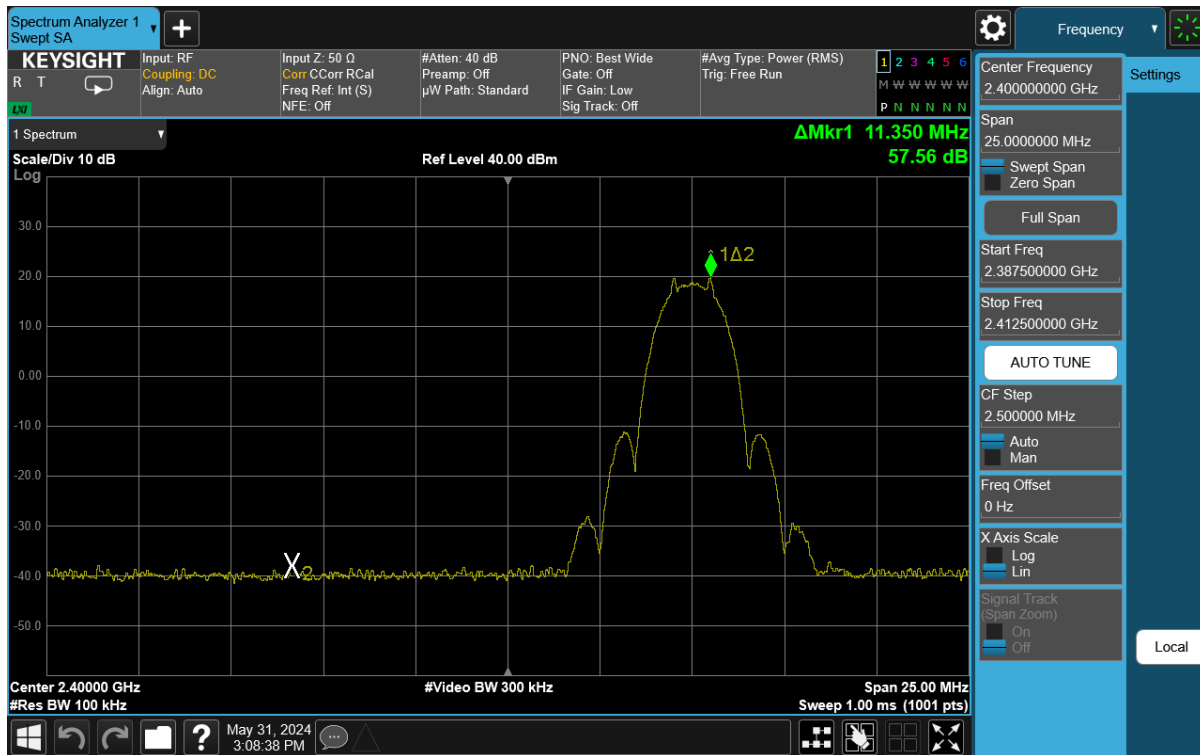 Spectrum Analyzer 1
Swept SA
Frequency
KEYSIGHT
R T
LXI
Input: RF
Coupling: DC
Align: Auto
Input Z: 50 Ω
Corr CCorr RCal
Freq Ref: Int (S)
NFE: Off
#Atten: 40 dB
Preamp: Off
µW Path: Standard
PNO: Best Wide
Gate: Off
IF Gain: Low
Sig Track: Off
#Avg Type: Power (RMS)
Trig: Free Run
1 2 3 4 5 6
M W W W W W
P N N N N N
1 Spectrum
ΔMkr1 11.350 MHz
57.56 dB
Scale/Div 10 dB
Ref Level 40.00 dBm
Log
30.0
20.0
10.0
0.00
-10.0
-20.0
-30.0
-40.0
-50.0
1Δ2
X2
Center 2.40000 GHz
#Video BW 300 kHz
Span 25.00 MHz
#Res BW 100 kHz
Sweep 1.00 ms (1001 pts)
Center Frequency
2.400000000 GHz
Span
25.0000000 MHz
Swept Span
Zero Span
Full Span
Start Freq
2.387500000 GHz
Stop Freq
2.412500000 GHz
AUTO TUNE
CF Step
2.500000 MHz
Auto
Man
Freq Offset
0 Hz
X Axis Scale
Log
Lin
Signal Track
(Span Zoom)
On
Off
Settings
Local
?
May 31, 2024
3:08:38 PM